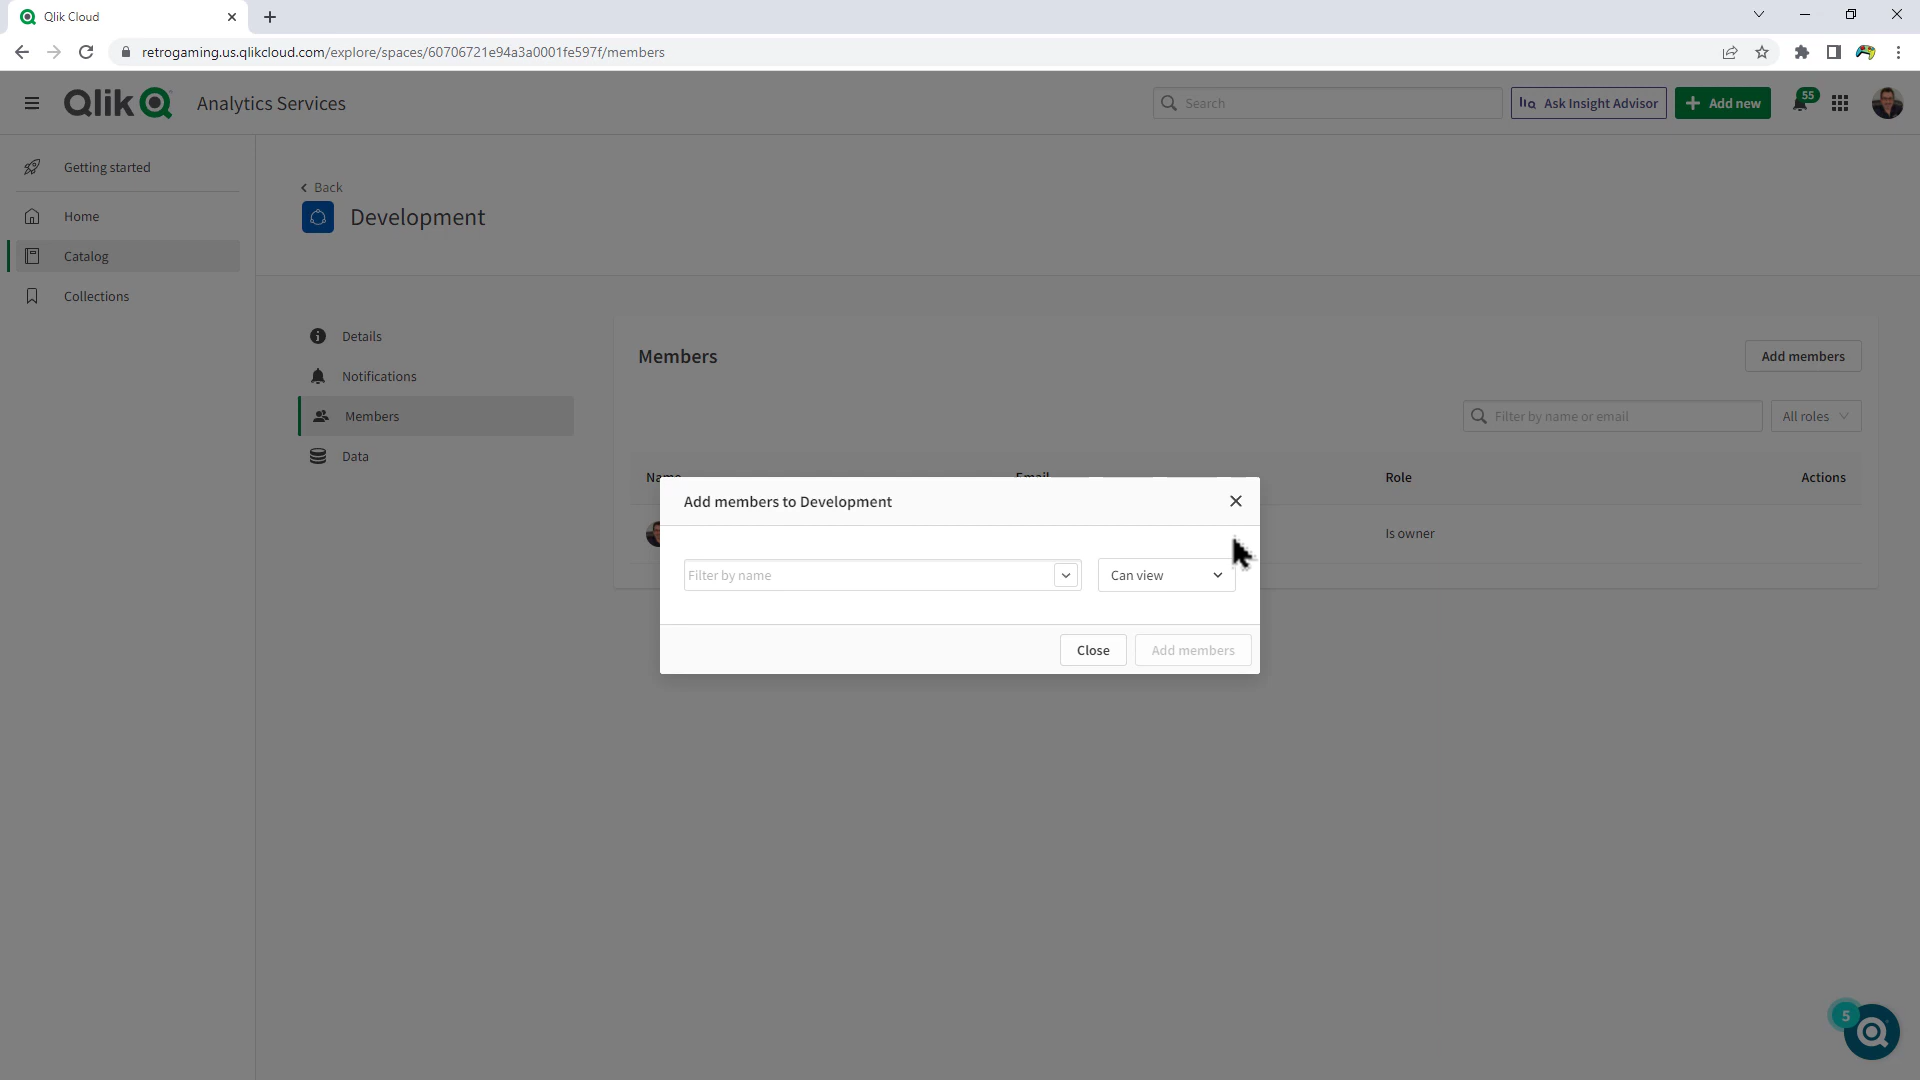 Qlik Cloud
retrogaming.us.qlikcloud.com/explore/spaces/60706721e94a3a0001fe597f/members
Qlik
Analytics Services
Search
Ask Insight Advisor
Add new
55
Getting started
Home
Catalog
Collections
Back
Development
Details
Notifications
Members
Data
Members
Add members
Filter by name or email
All roles
Name
Email
Role
Actions
Is owner
Add members to Development
Filter by name
Can view
Close
Add members
5